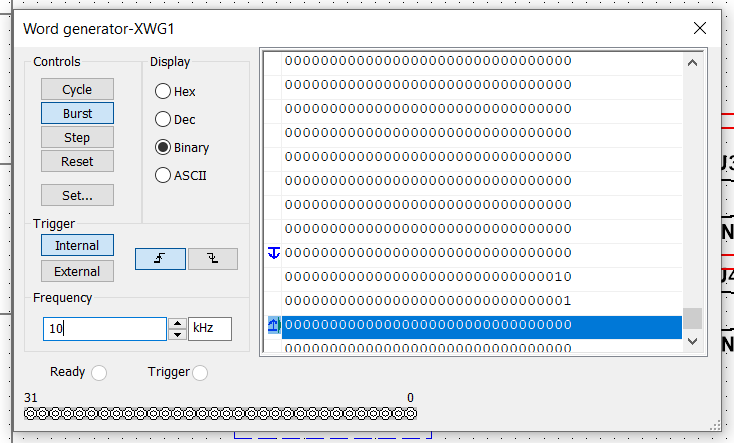 Word generator-XWG1
Controls
Cycle
Burst
Step
Reset
Set...
Display
Hex
Dec
Binary
ASCII
Trigger
Internal
External
Frequency
10 kHz
Ready Trigger
31 0
00000000000000000000000000000000
00000000000000000000000000000000
00000000000000000000000000000000
00000000000000000000000000000000
00000000000000000000000000000000
00000000000000000000000000000000
00000000000000000000000000000000
00000000000000000000000000000000
00000000000000000000000000000000
00000000000000000000000000000010
00000000000000000000000000000001
00000000000000000000000000000000
00000000000000000000000000000000